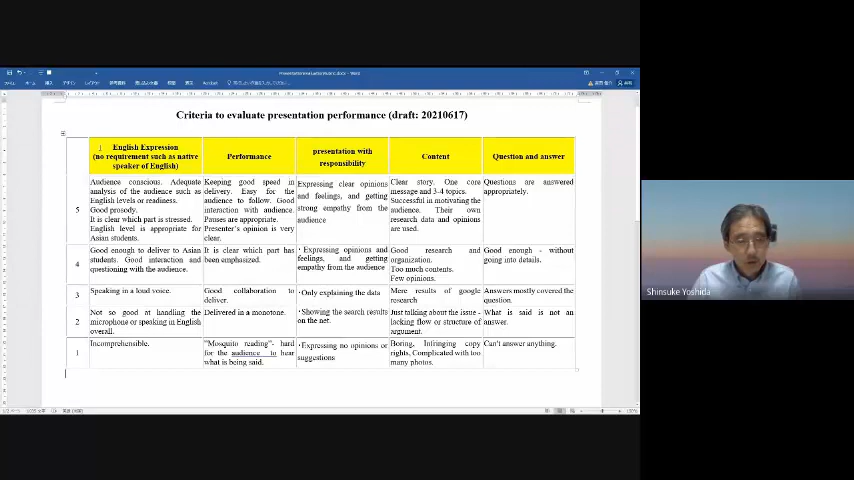 PresentationEvaluationRubric.docx - Word
Acrobat
Criteria to evaluate presentation performance (draft: 20210617)
English Expression
(no requirement such as native
speaker of English)
Performance
presentation with
responsibility
Content
Question and answer
5
Audience conscious. Adequate
analysis of the audience such as
English levels or readiness.
Good prosody.
It is clear which part is stressed.
English level is appropriate for
Asian students.
Keeping good speed in
delivery. Easy for the
audience to follow. Good
interaction with audience.
Pauses are appropriate.
Presenter's opinion is very
clear.
Expressing clear opinions
and feelings, and getting
strong empathy from the
audience
Clear story. One core
message and 3-4 topics.
Successful in motivating the
audience. Their own
research data and opinions
are used.
Questions are answered
appropriately.
4
Good enough to deliver to Asian
students. Good interaction and
questioning with the audience.
It is clear which part has
been emphasized.
・Expressing opinions and
feelings, and getting
empathy from the audience
Good research and
organization.
Too much contents.
Few opinions.
Good enough - without
going into details.
3
Speaking in a loud voice.
Good collaboration to
deliver.
・Only explaining the data
Mere results of google
research
Answers mostly covered the
question.
2
Not so good at handling the
microphone or speaking in English
overall.
Delivered in a monotone.
・Showing the search results
on the net.
Just talking about the issue -
lacking flow or structure of
argument.
What is said is not an
answer.
1
Incomprehensible.
"Mosquito reading"- hard
for the audience to hear
what is being said.
・Expressing no opinions or
suggestions
Boring, Infringing copy
rights, Complicated with too
many photos.
Can't answer anything.
Shinsuke Yoshida